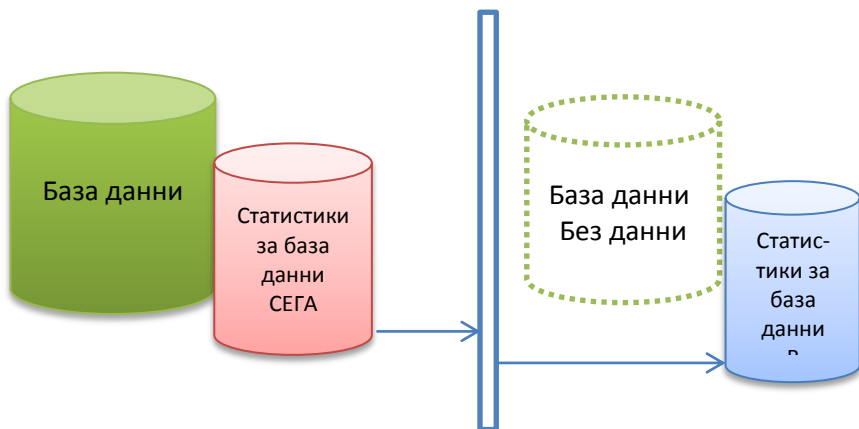 База данни
Статистики
за база
данни
СЕГА
База данни
Без данни
Статис-
тики за
база
данни